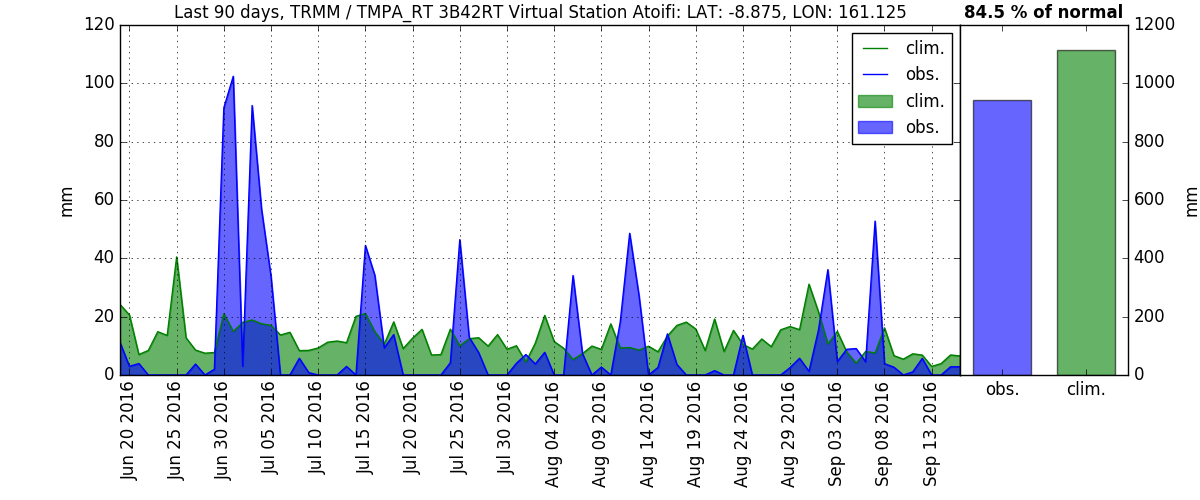 Last 90 days, TRMM / TMPA_RT 3B42RT Virtual Station Atoifi: LAT: -8.875, LON: 161.125
84.5 % of normal
120
100
80
60
40
20
0
mm
clim.
obs.
clim.
obs.
1200
1000
800
600
400
200
0
mm
Jun 20 2016
Jun 25 2016
Jun 30 2016
Jul 05 2016
Jul 10 2016
Jul 15 2016
Jul 20 2016
Jul 25 2016
Jul 30 2016
Aug 04 2016
Aug 09 2016
Aug 14 2016
Aug 19 2016
Aug 24 2016
Aug 29 2016
Sep 03 2016
Sep 08 2016
Sep 13 2016
obs.
clim.